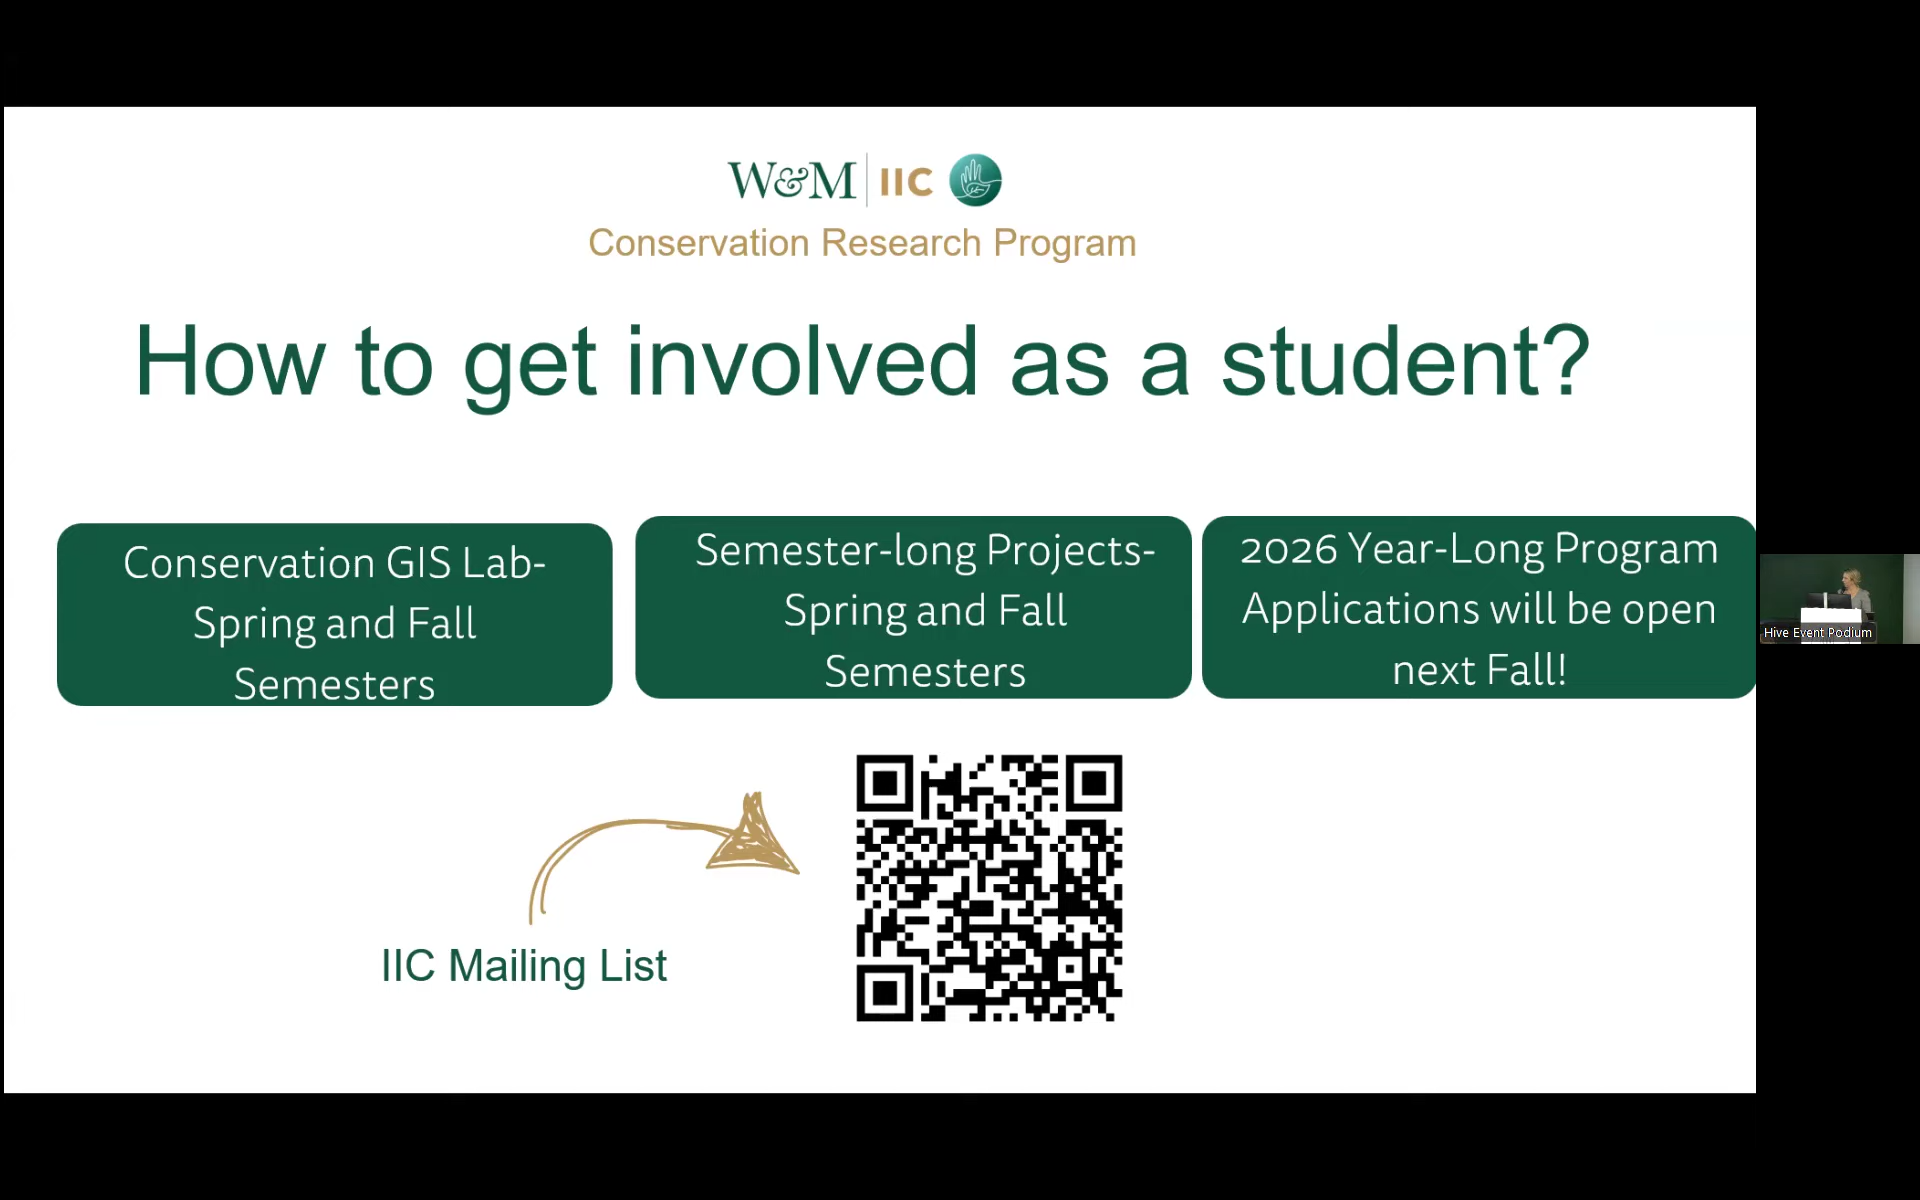 W&M IIC
Conservation Research Program
How to get involved as a student?
Conservation GIS Lab-
Spring and Fall
Semesters
Semester-long Projects-
Spring and Fall
Semesters
2026 Year-Long Program
Applications will be open
next Fall!
Hive Event Podium
IIC Mailing List